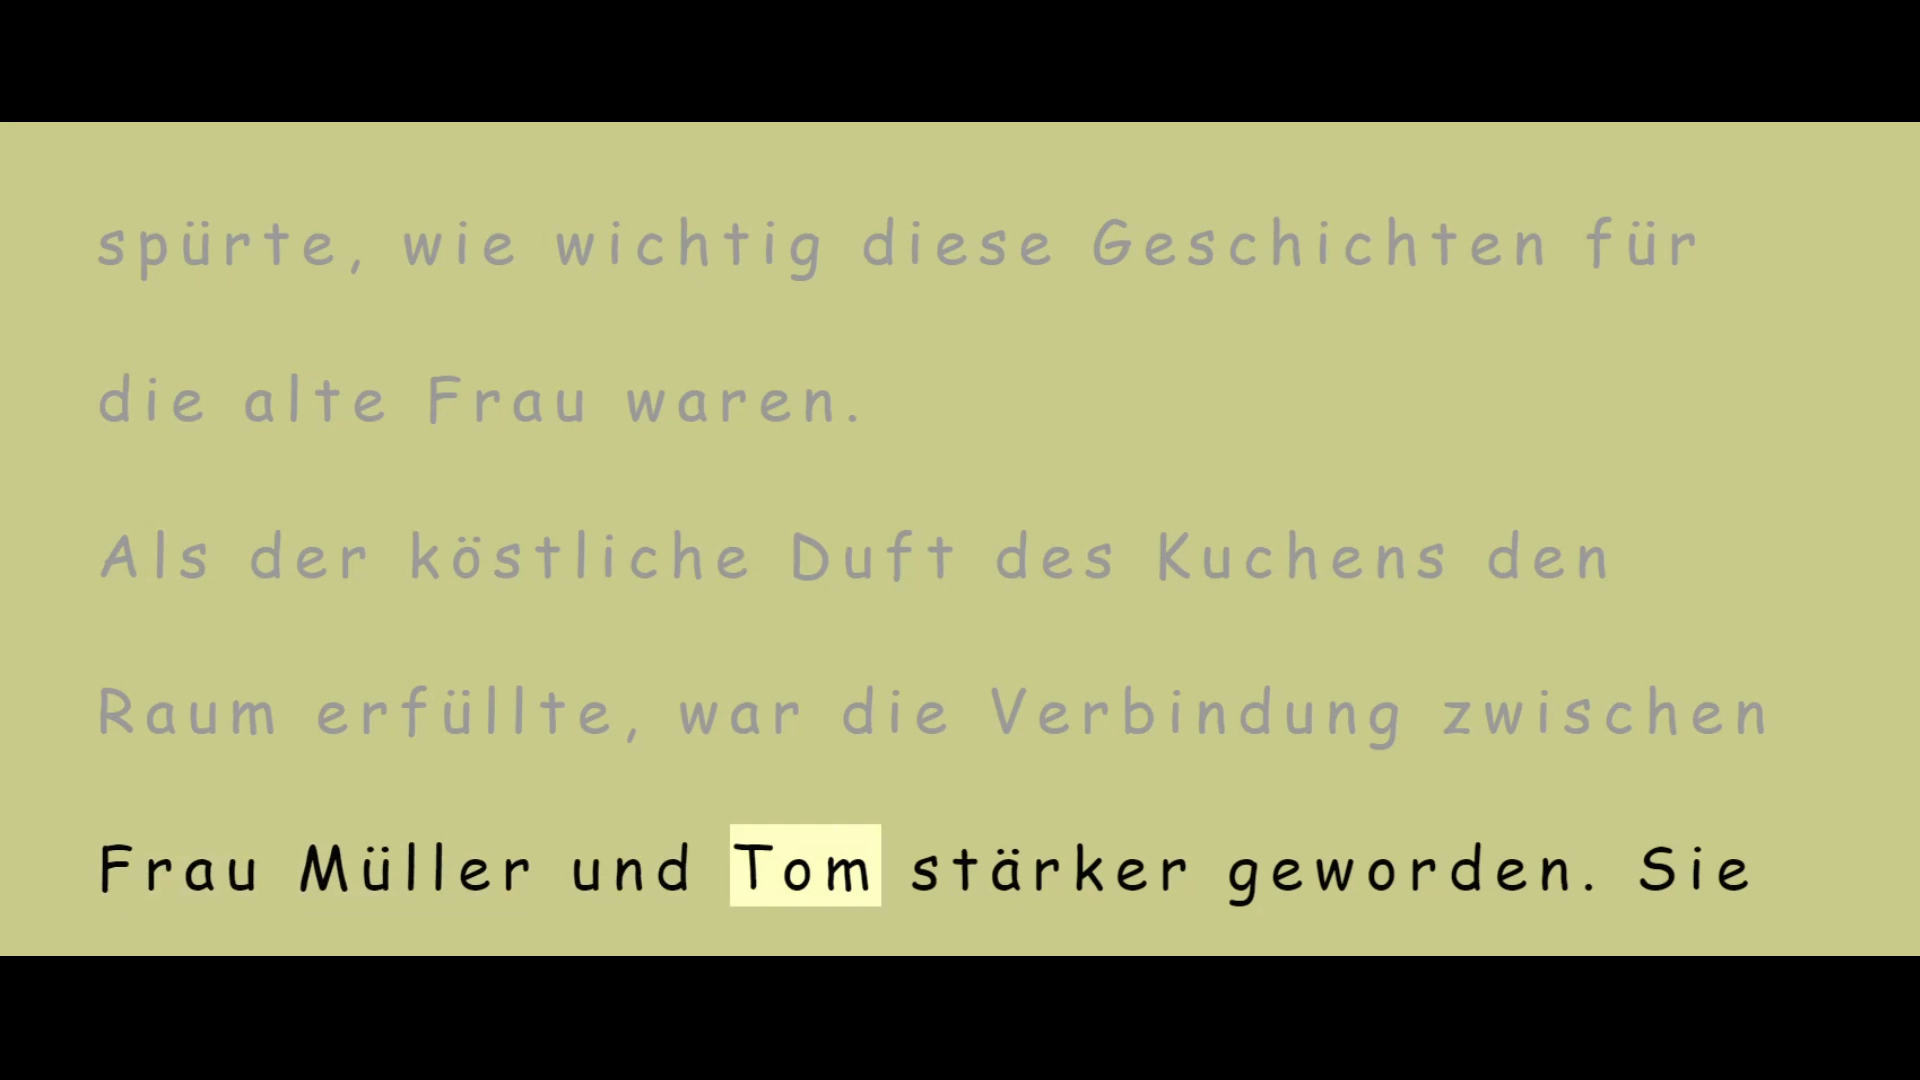 spürte, wie wichtig diese Geschichten für
die alte Frau waren.
Als der köstliche Duft des Kuchens den
Raum erfüllte, war die Verbindung zwischen
Frau Müller und Tom stärker geworden. Sie